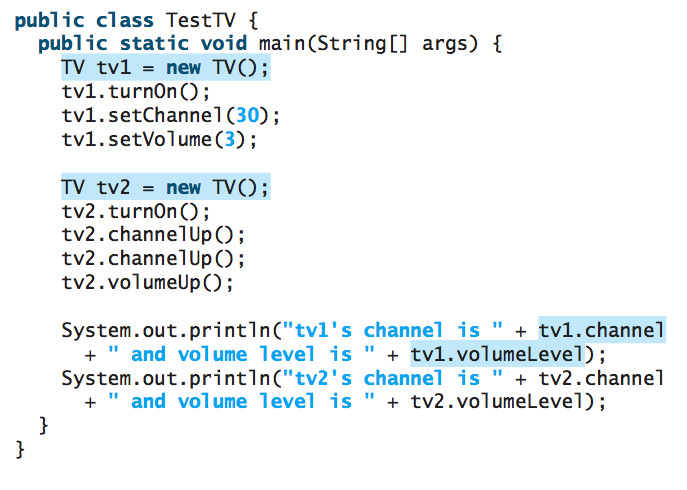 public class TestTV {
  public static void main(String[] args) {
    TV tv1 = new TV();
    tv1.turnOn();
    tv1.setChannel(30);
    tv1.setVolume(3);

    TV tv2 = new TV();
    tv2.turnOn();
    tv2.channelUp();
    tv2.channelUp();
    tv2.volumeUp();

    System.out.println("tv1's channel is " + tv1.channel
      + " and volume level is " + tv1.volumeLevel);
    System.out.println("tv2's channel is " + tv2.channel
      + " and volume level is " + tv2.volumeLevel);
  }
}